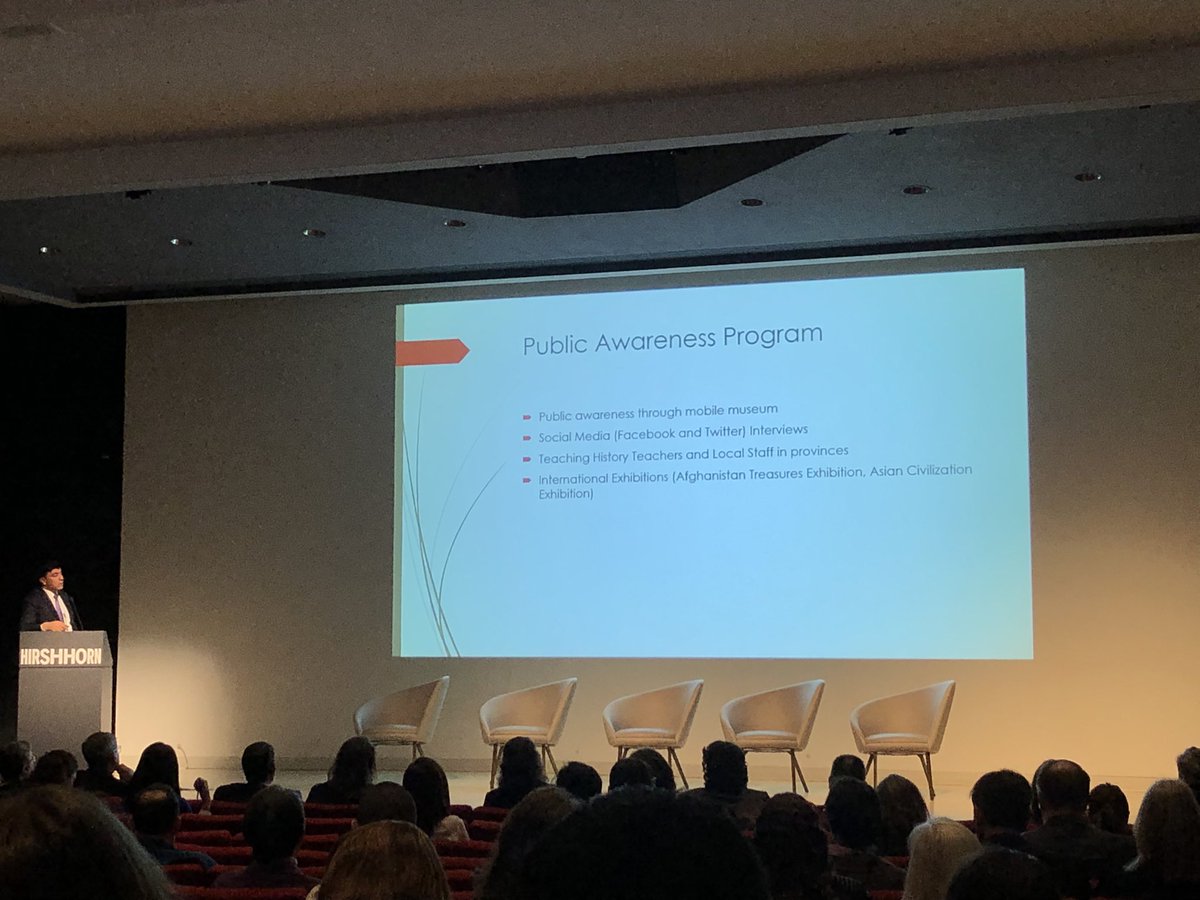 Public Awareness Program
Public awareness through mobile museum
Social Media (Facebook and Twitter) Interviews
Teaching History Teachers and Local Staff in provinces
International Exhibitions (Afghanistan Treasures Exhibition, Asian Civilization
Exhibition)
HIRSHHORN